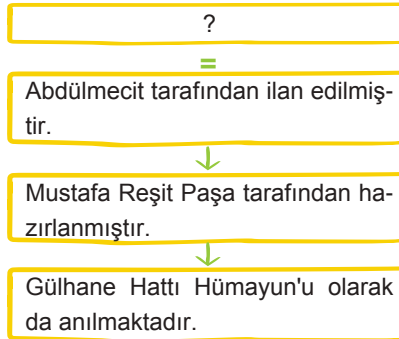 ?
=
Abdülmecit tarafından ilan edilmiş-
tir.
Mustafa Reşit Paşa tarafından ha-
zırlanmıştır.
Gülhane Hattı Hümayun'u olarak
da anılmaktadır.